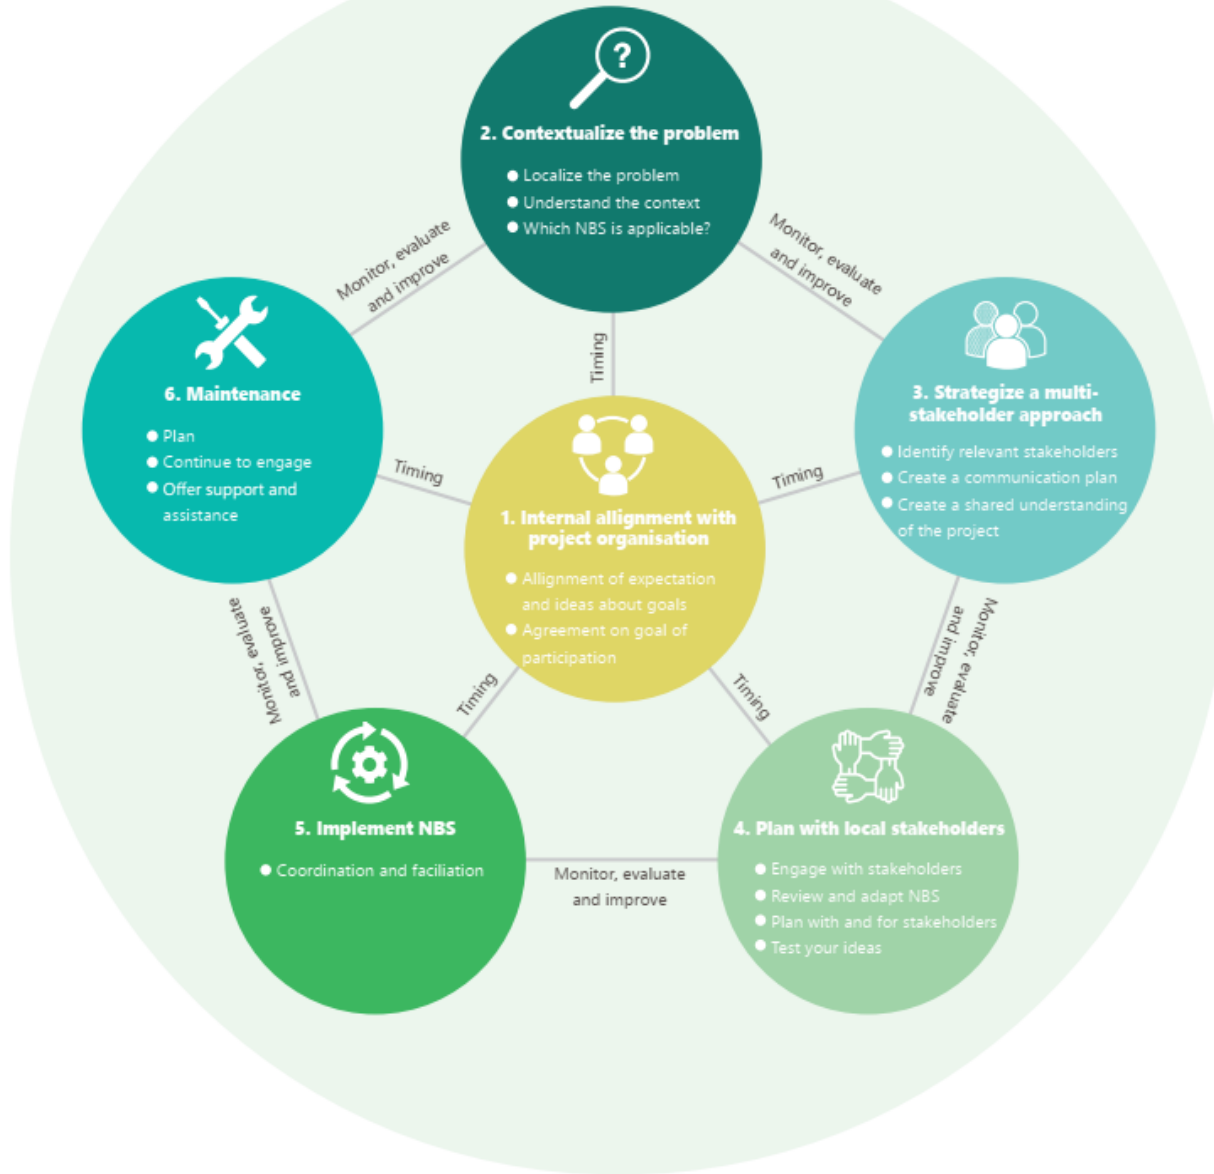 ?
2. Contextualize the problem
Localize the problem
Understand the context
Which NBS is applicable?
Monitor, evaluate
and improve
Monitor, evaluate
and improve
Timing
6. Maintenance
Plan
Continue to engage
Offer support and
assistance
3. Strategize a multi-
stakeholder approach
Identify relevant stakeholders
Create a communication plan
Create a shared understanding
of the project
Timing
Timing
1. Internal allignment with
project organisation
Allignment of expectation
and ideas about goals
Agreement on goal of
participation
Monitor, evaluate
and improve
Monitor, evaluate
and improve
Timing
Timing
5. Implement NBS
Coordination and faciliation
Monitor, evaluate
and improve
4. Plan with local stakeholders
Engage with stakeholders
Review and adapt NBS
Plan with and for stakeholders
Test your ideas